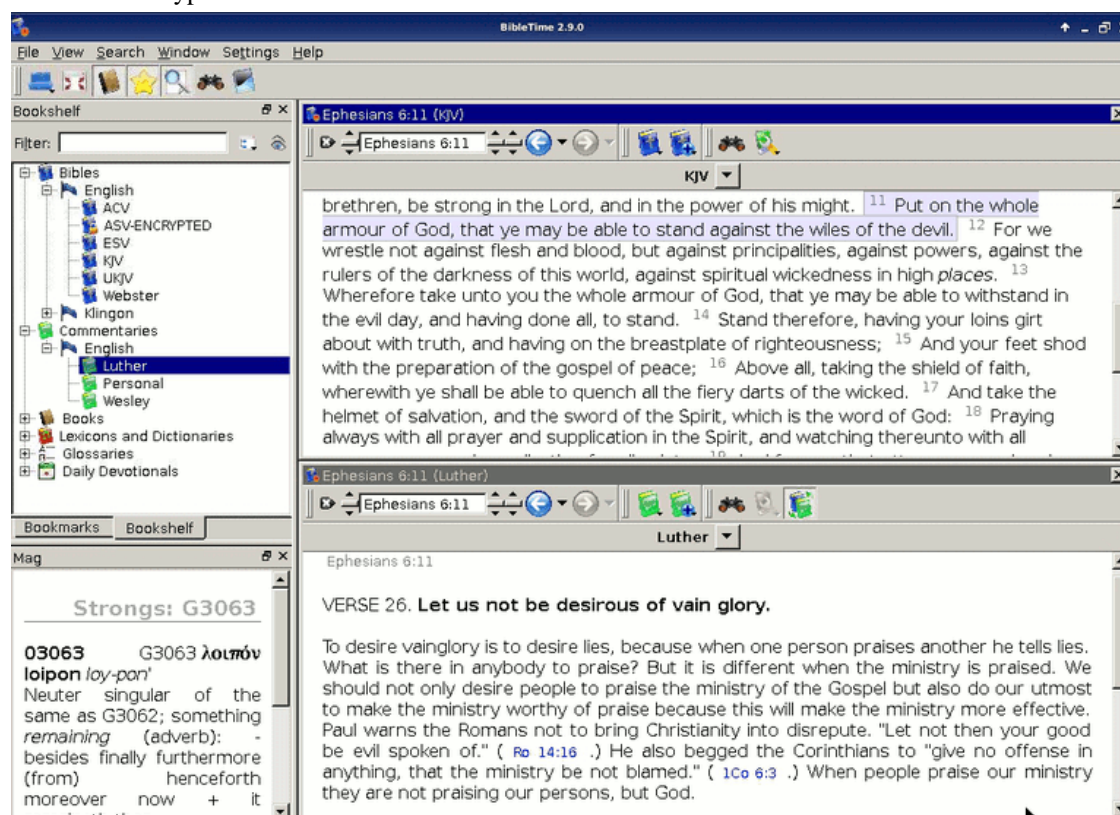 BibleTime 2.9.0
File View Search Window Settings Help
Bookshelf
Filter:
Bibles
English
ACV
ASV-ENCRYPTED
ESV
KJV
UKJV
Webster
Klingon
Commentaries
English
Luther
Personal
Wesley
Books
Lexicons and Dictionaries
Glossaries
Daily Devotionals
Bookmarks Bookshelf
Mag
Strongs: G3063
03063 G3063 λοιπόν
loipon loy-pon'
Neuter singular of the
same as G3062; something
remaining (adverb): -
besides finally furthermore
(from) henceforth
moreover now + it
Ephesians 6:11 (KJV)
Ephesians 6:11
KJV
brethren, be strong in the Lord, and in the power of his might. 11 Put on the whole
armour of God, that ye may be able to stand against the wiles of the devil. 12 For we
wrestle not against flesh and blood, but against principalities, against powers, against the
rulers of the darkness of this world, against spiritual wickedness in high places. 13
Wherefore take unto you the whole armour of God, that ye may be able to withstand in
the evil day, and having done all, to stand. 14 Stand therefore, having your loins girt
about with truth, and having on the breastplate of righteousness; 15 And your feet shod
with the preparation of the gospel of peace; 16 Above all, taking the shield of faith,
wherewith ye shall be able to quench all the fiery darts of the wicked. 17 And take the
helmet of salvation, and the sword of the Spirit, which is the word of God: 18 Praying
always with all prayer and supplication in the Spirit, and watching thereunto with all
Ephesians 6:11 (Luther)
Ephesians 6:11
Luther
Ephesians 6:11
VERSE 26. Let us not be desirous of vain glory.
To desire vainglory is to desire lies, because when one person praises another he tells lies.
What is there in anybody to praise? But it is different when the ministry is praised. We
should not only desire people to praise the ministry of the Gospel but also do our utmost
to make the ministry worthy of praise because this will make the ministry more effective.
Paul warns the Romans not to bring Christianity into disrepute. "Let not then your good
be evil spoken of." ( Ro 14:16 .) He also begged the Corinthians to "give no offense in
anything, that the ministry be not blamed." ( 1Co 6:3 .) When people praise our ministry
they are not praising our persons, but God.